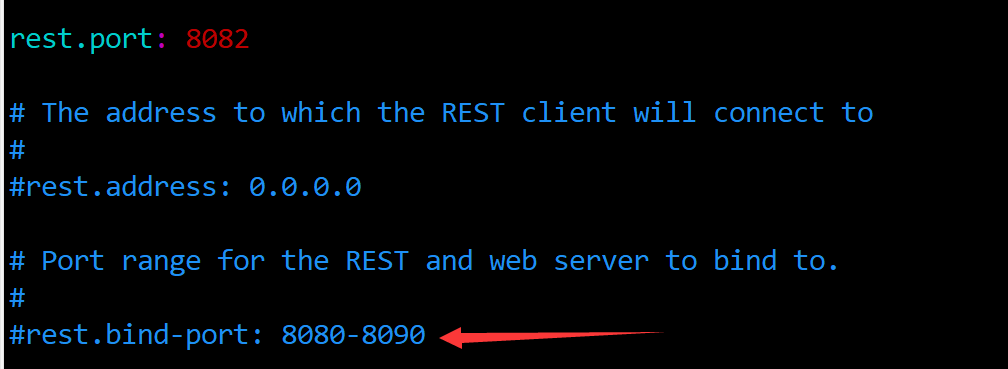 rest.port: 8082
# The address to which the REST client will connect to
#
#rest.address: 0.0.0.0
# Port range for the REST and web server to bind to.
#
#rest.bind-port: 8080-8090